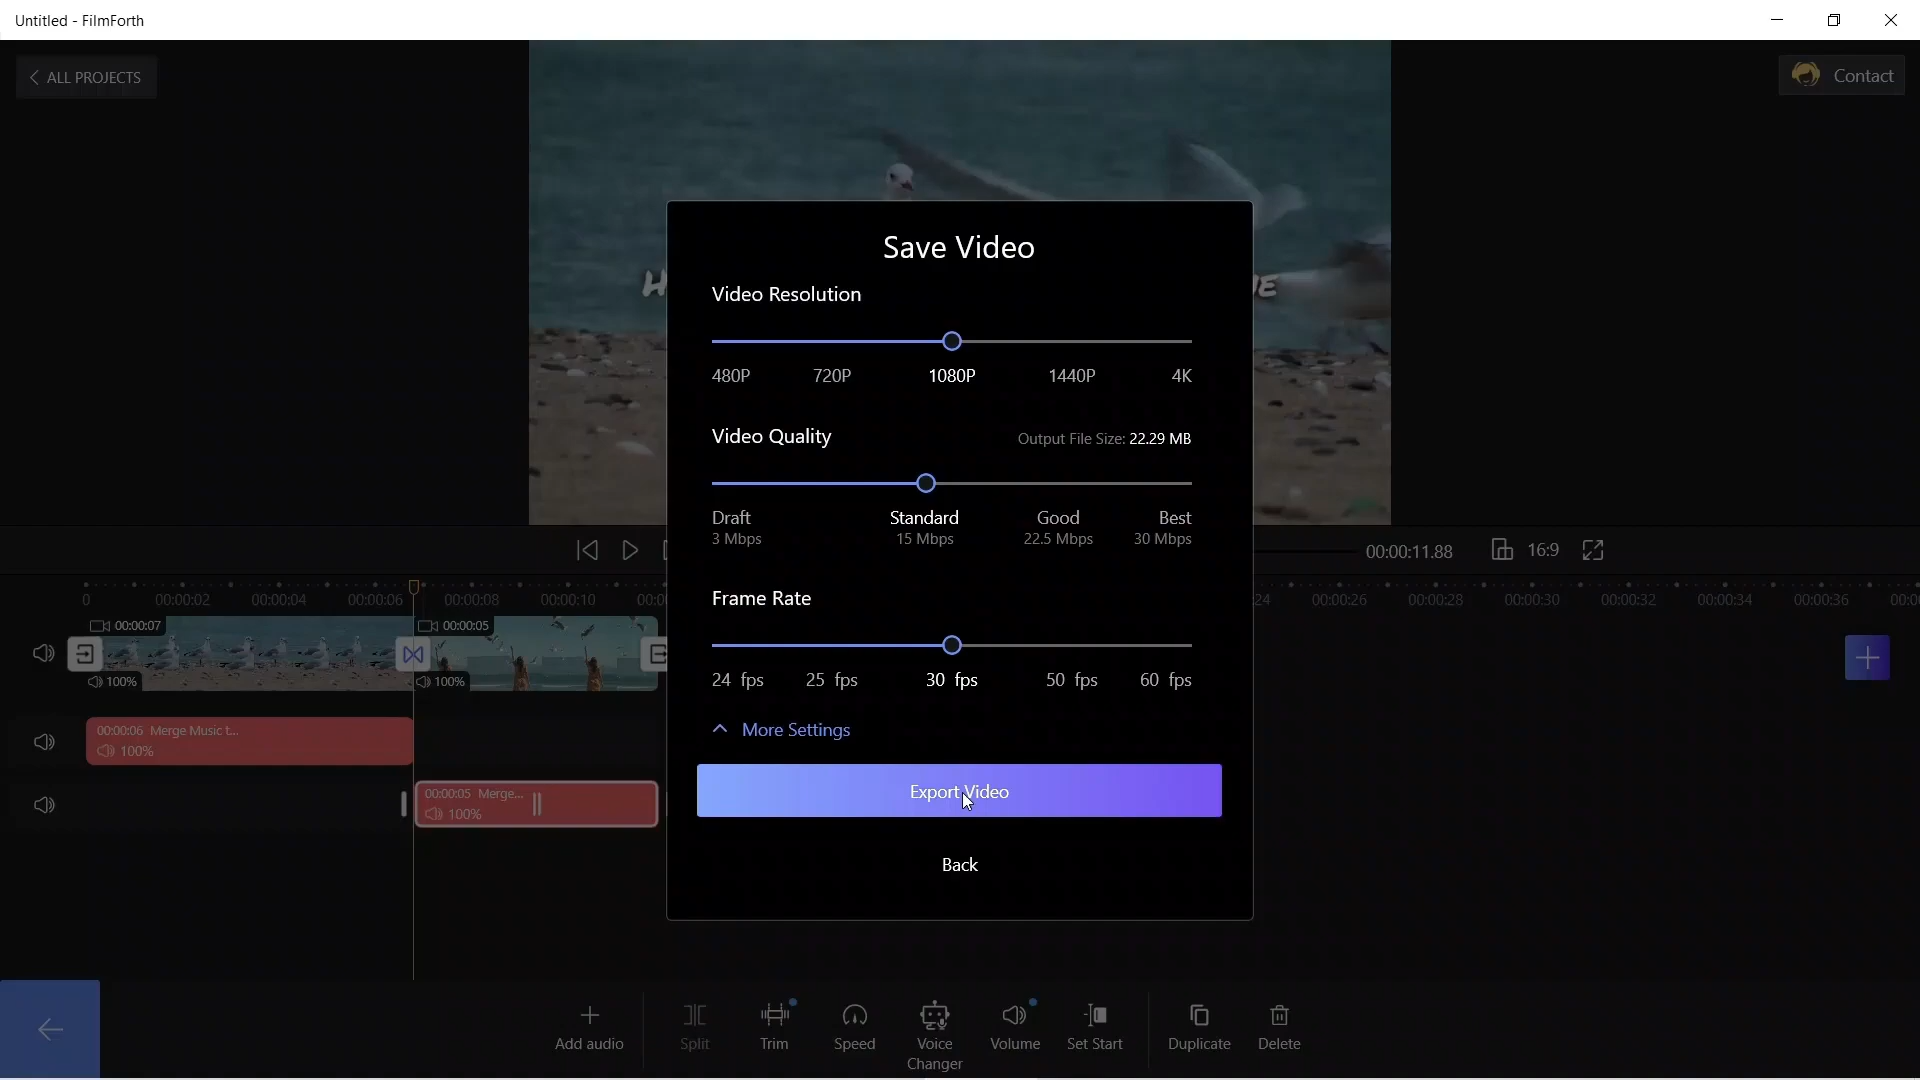 Untitled - FilmForth
ALL PROJECTS
Contact
Save Video
Video Resolution
480P 720P 1080P 1440P 4K
Video Quality
Output File Size: 22.29 MB
Draft Standard Good Best
3 Mbps 15 Mbps 22.5 Mbps 30 Mbps
00:00:11.88 16:9
Frame Rate
0 00:00:02 00:00:04 00:00:06 00:00:08 00:00:10 00:0 24 00:00:26 00:00:28 00:00:30 00:00:32 00:00:34 00:00:36 00:0
00:00:07 00:00:05
100% 100%
24 fps 25 fps 30 fps 50 fps 60 fps
00:00:06 Merge Music t...
100%
More Settings
Export Video
00:00:05 Merge...
100%
Back
Add audio Split Trim Speed Voice Changer Volume Set Start Duplicate Delete